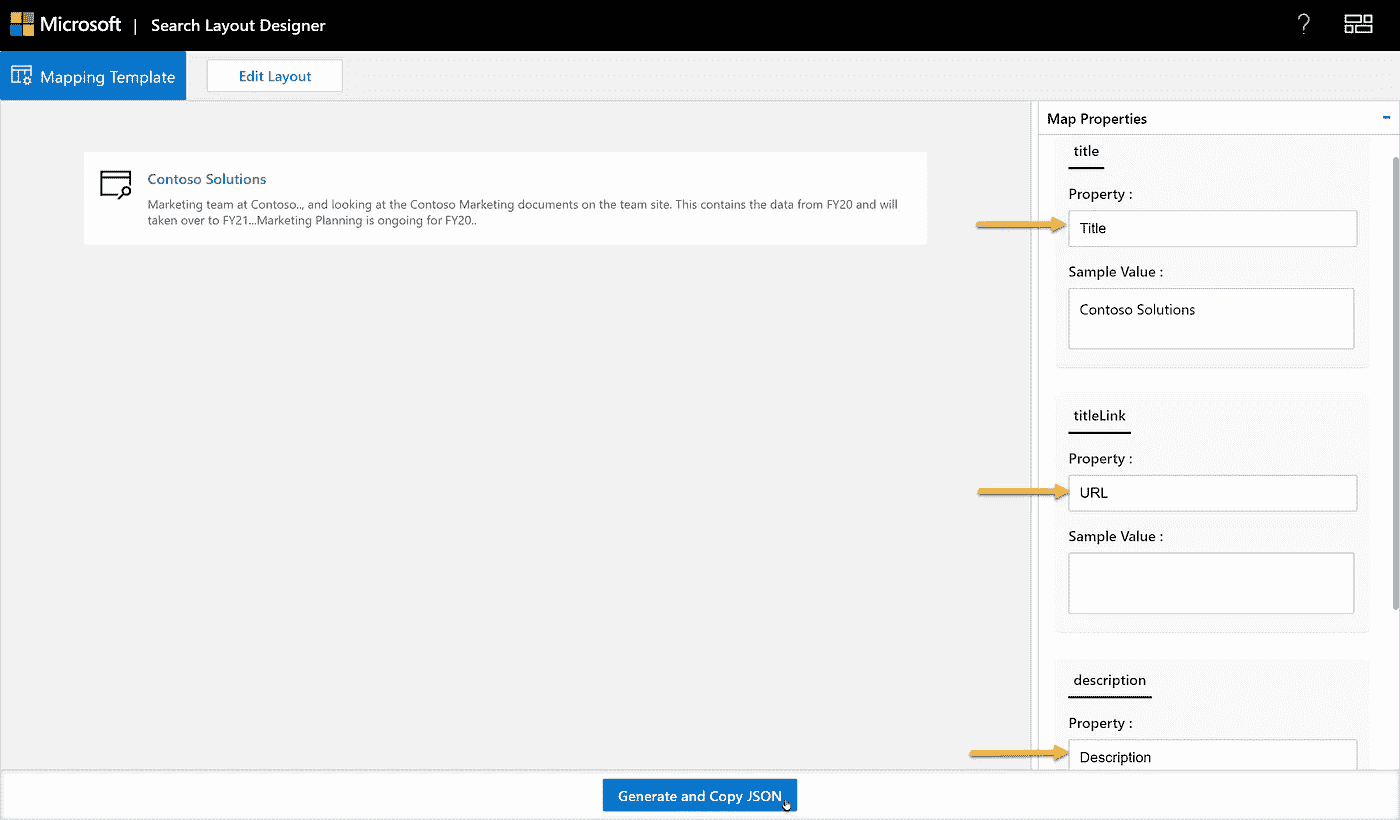 Microsoft | Search Layout Designer ?
Mapping Template Edit Layout
Contoso Solutions
Marketing team at Contoso.., and looking at the Contoso Marketing documents on the team site. This contains the data from FY20 and will
taken over to FY21...Marketing Planning is ongoing for FY20..
Map Properties
title
Property :
Title
Sample Value :
Contoso Solutions
titleLink
Property :
URL
Sample Value :
description
Property :
Description
Generate and Copy JSON